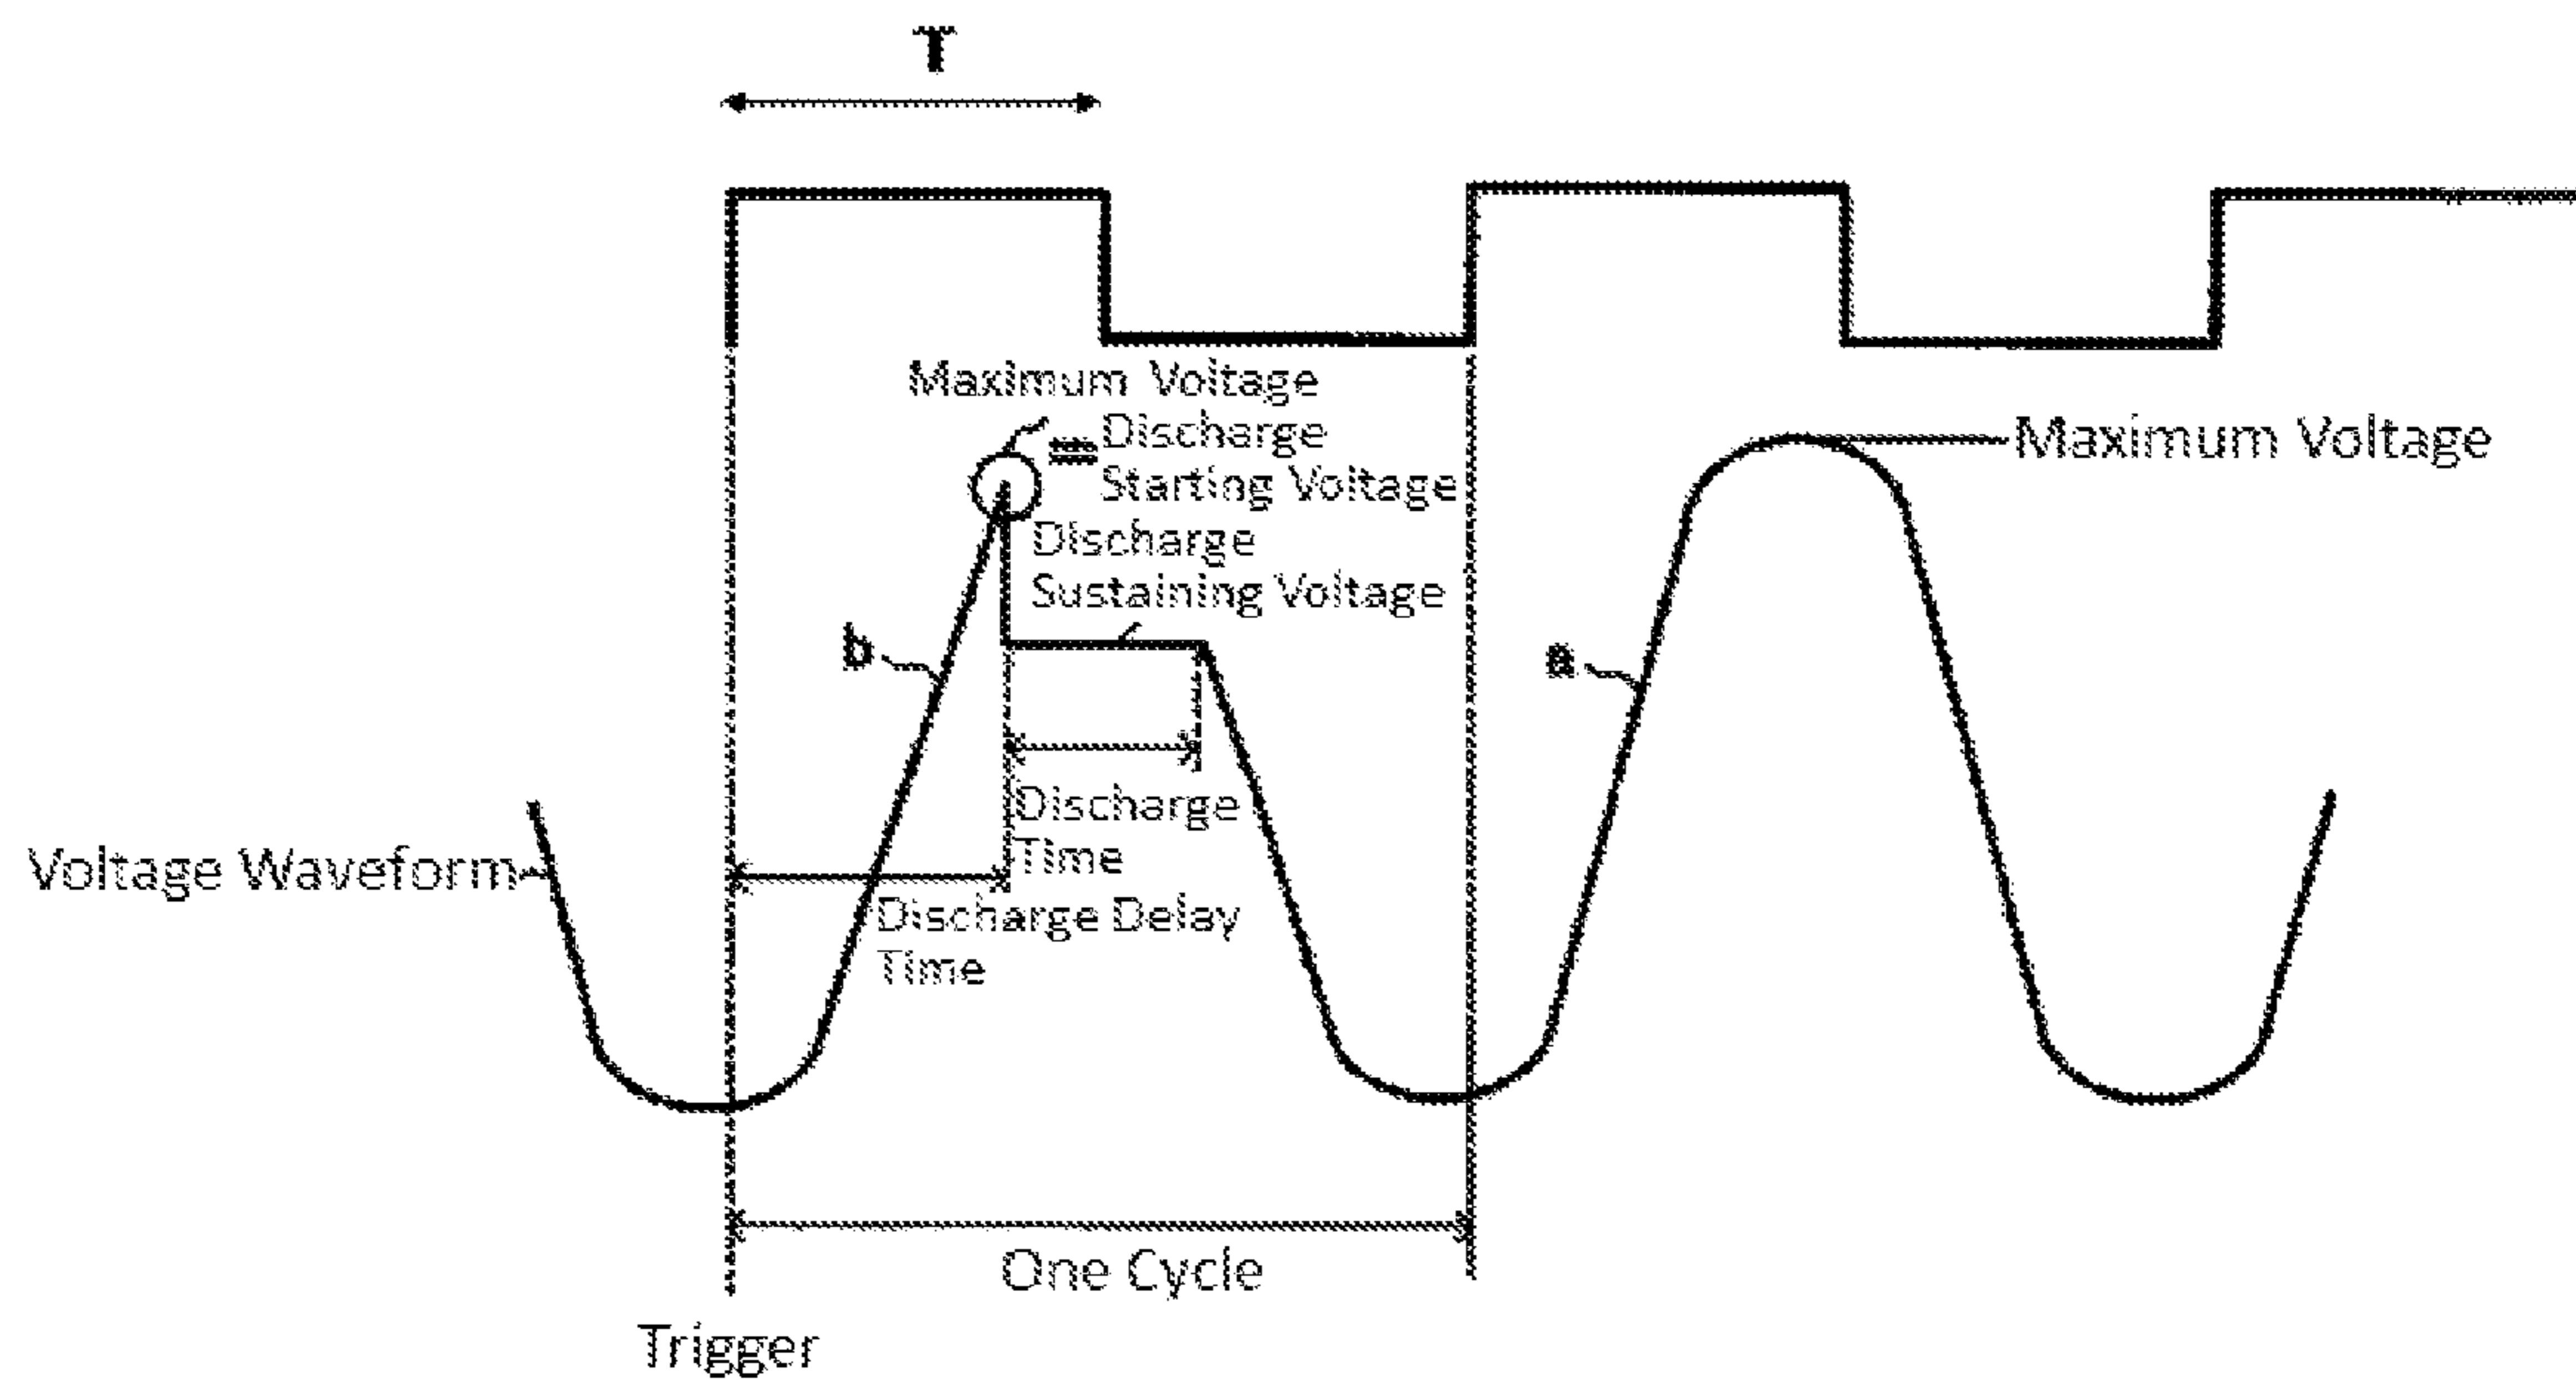 T
Maximum Voltage
= Discharge
Starting Voltage
Maximum Voltage
Discharge
Sustaining Voltage
b
a
Discharge
Time
Voltage Waveform
Discharge Delay
Time
One Cycle
Trigger